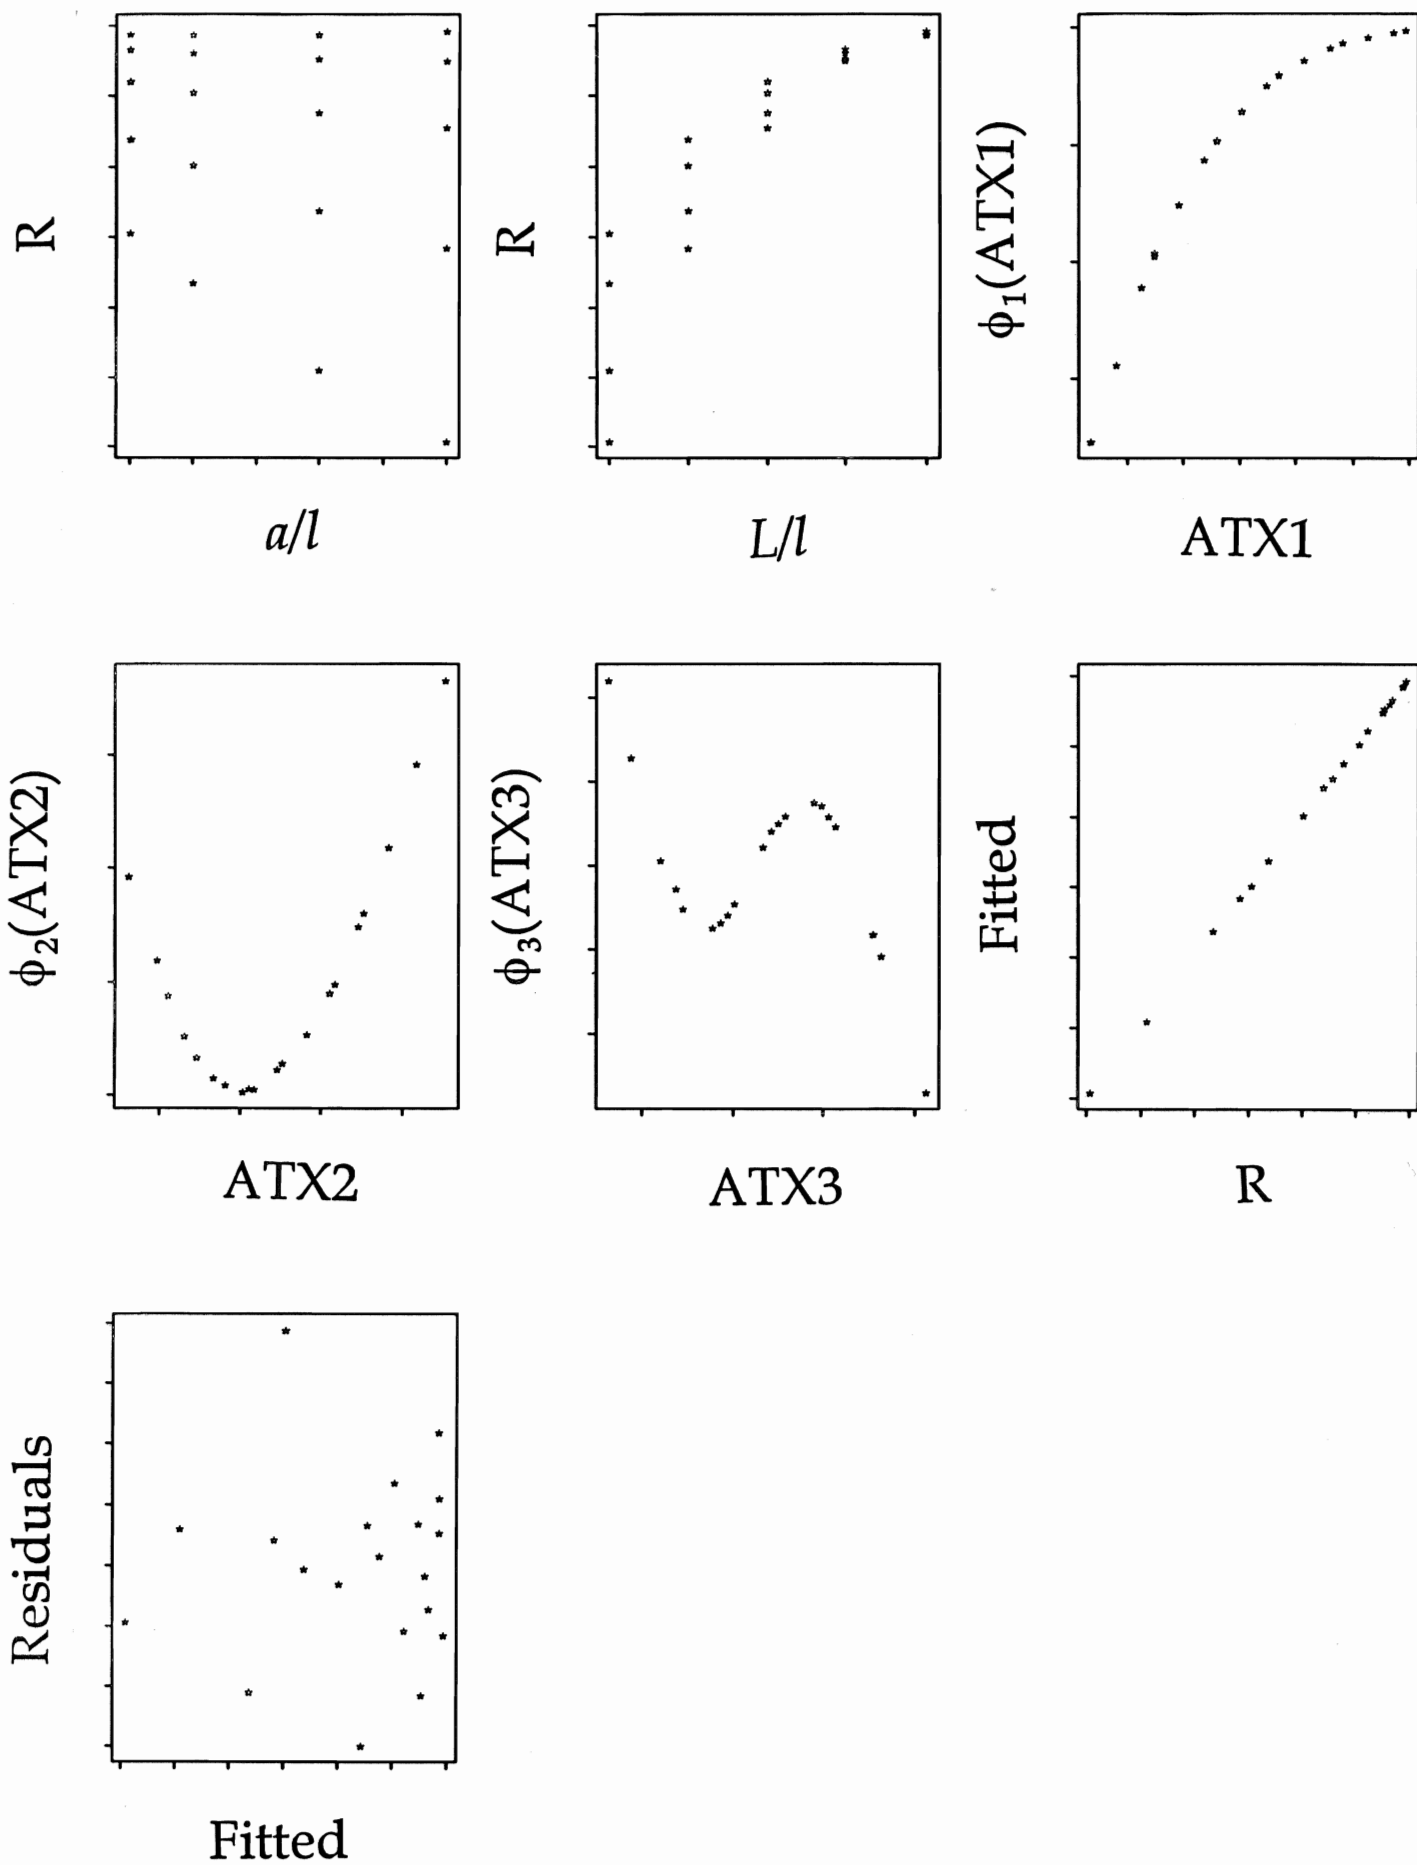 R
a/l
R
L/l
ϕ₁(ATX1)
ATX1
ϕ₂(ATX2)
ATX2
ϕ₃(ATX3)
ATX3
Fitted
R
Residuals
Fitted